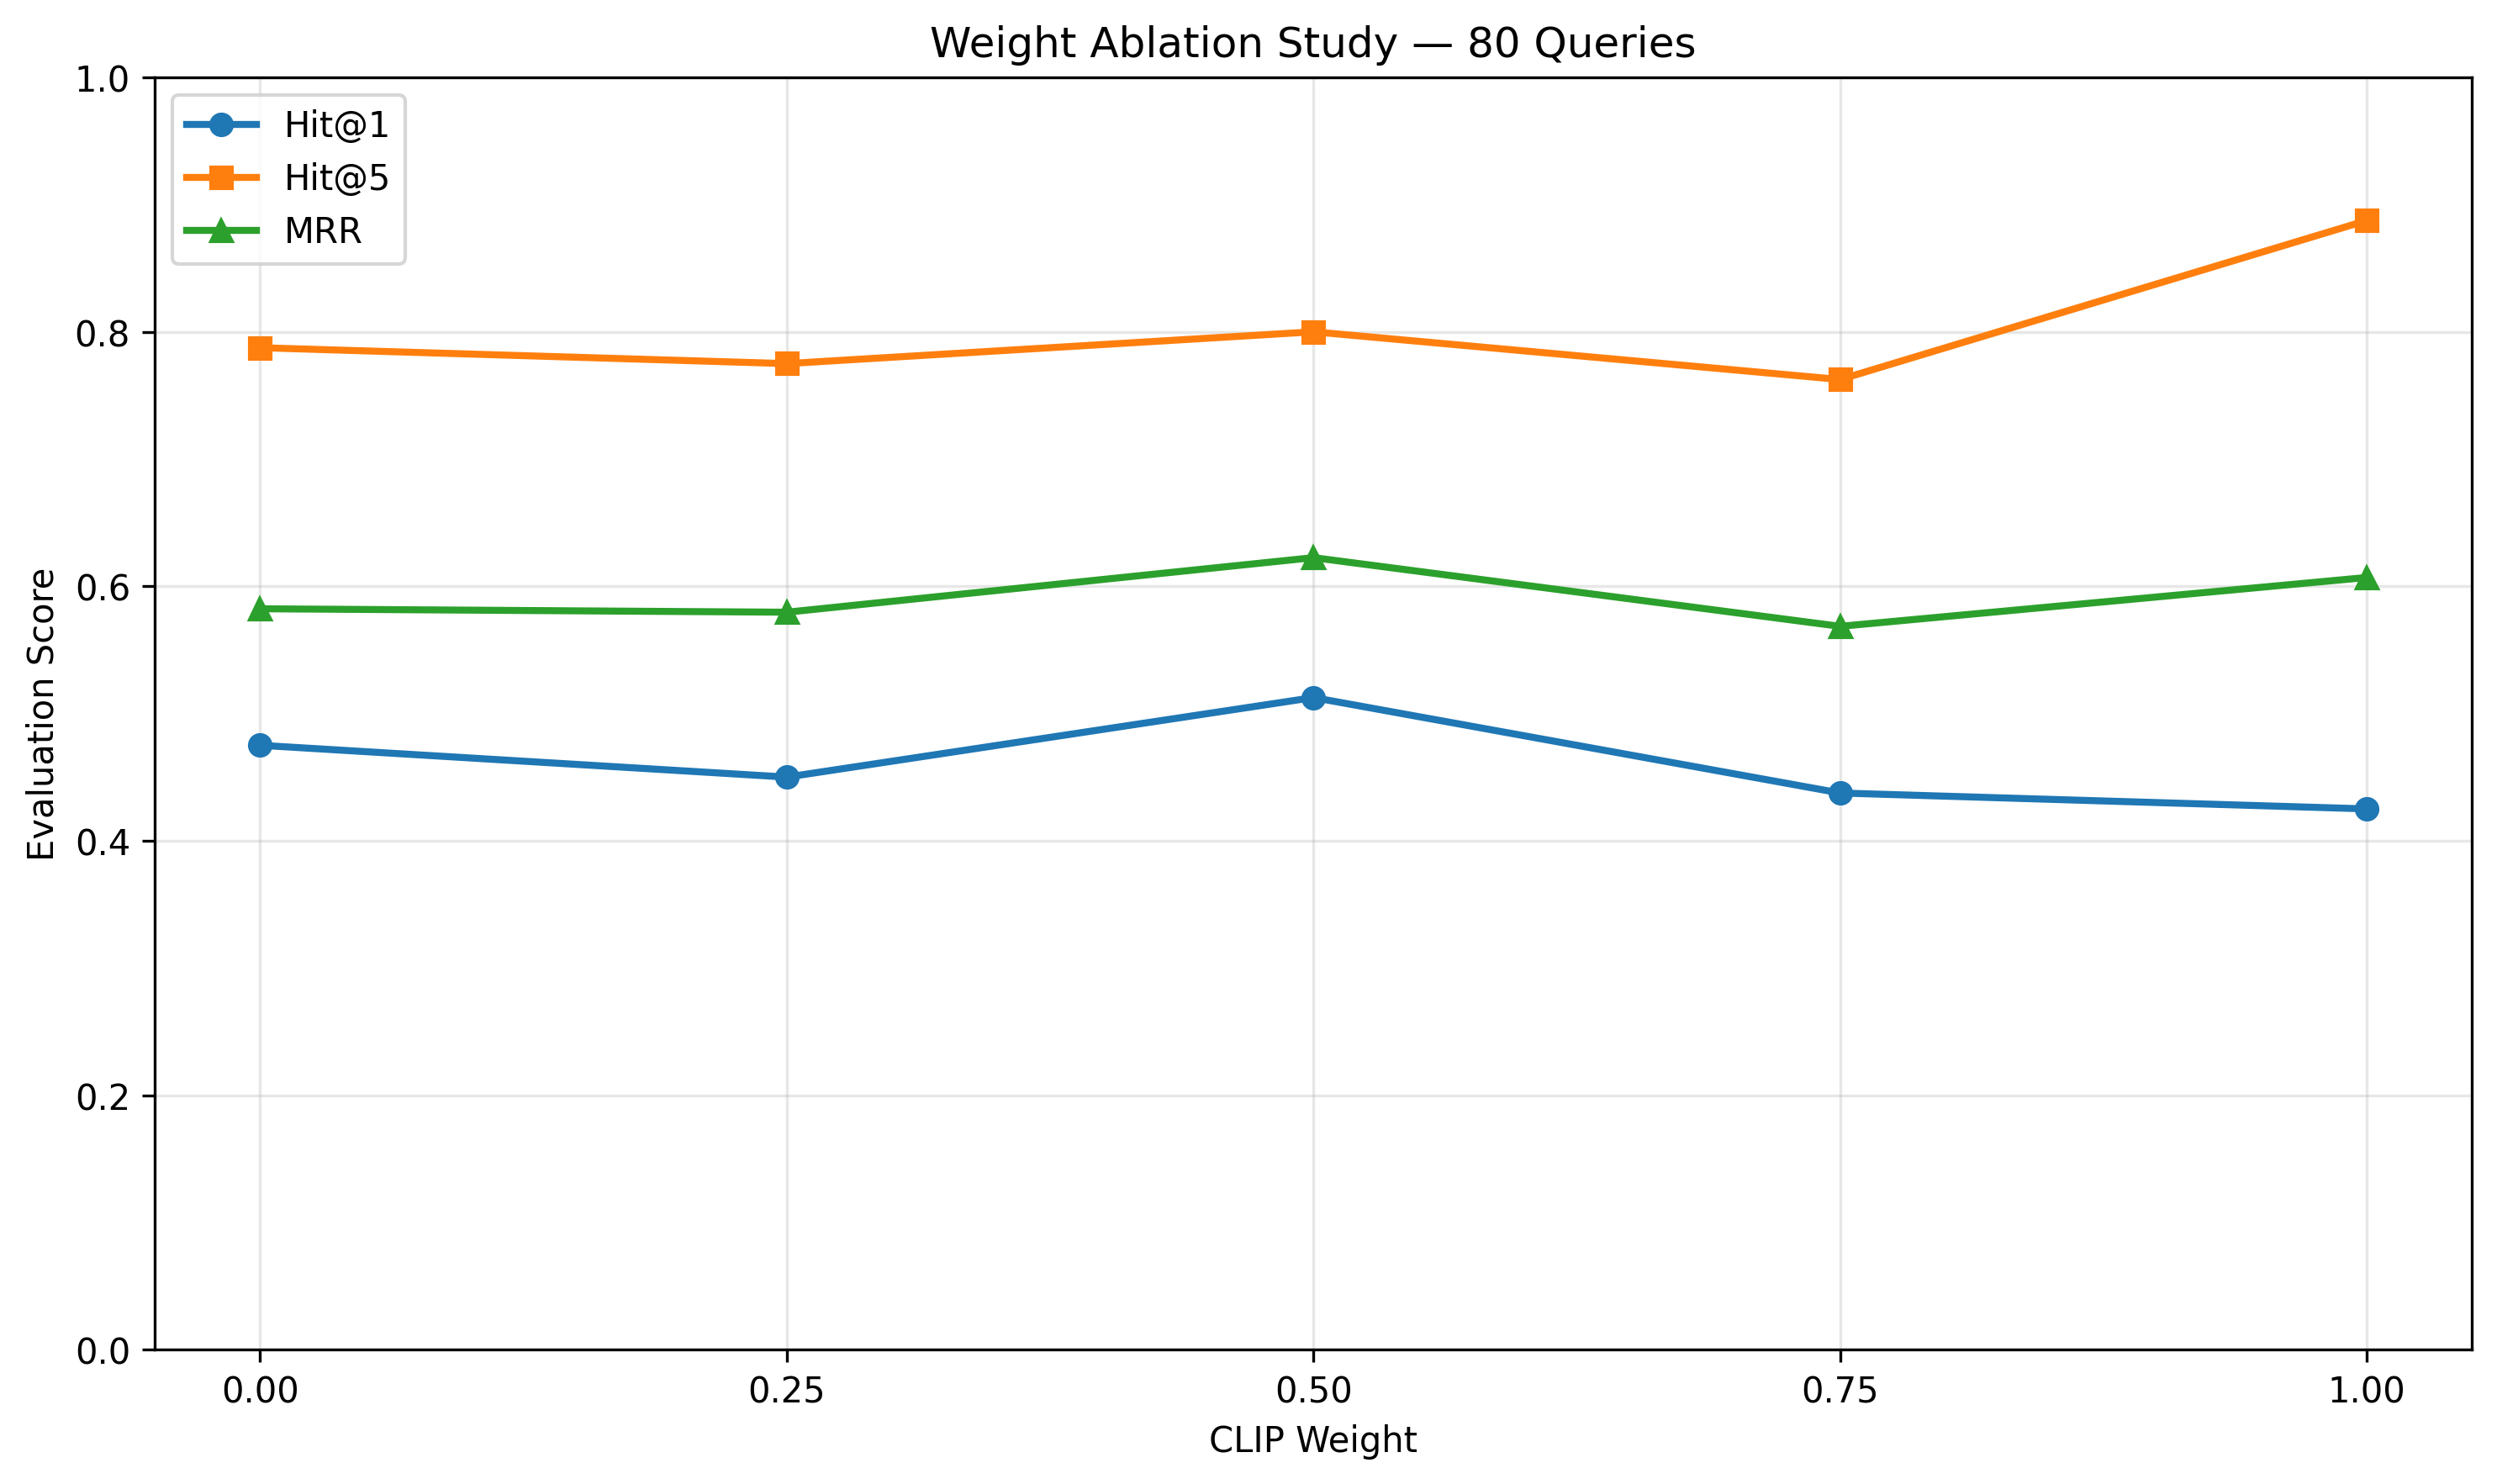 Weight Ablation Study — 80 Queries
1.0
Hit@1
Hit@5
MRR
0.8
0.6
Evaluation Score
0.4
0.2
0.0
0.00 0.25 0.50 0.75 1.00
CLIP Weight